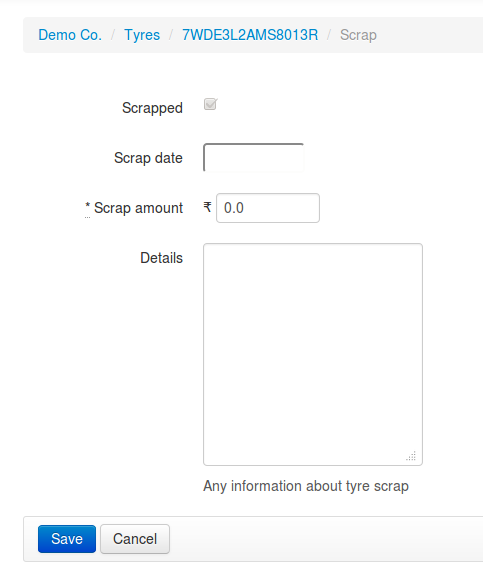 Demo Co. / Tyres / 7WDE3L2AMS8013R / Scrap
Scrapped
Scrap date
* Scrap amount ₹ 0.0
Details
Any information about tyre scrap
Save Cancel